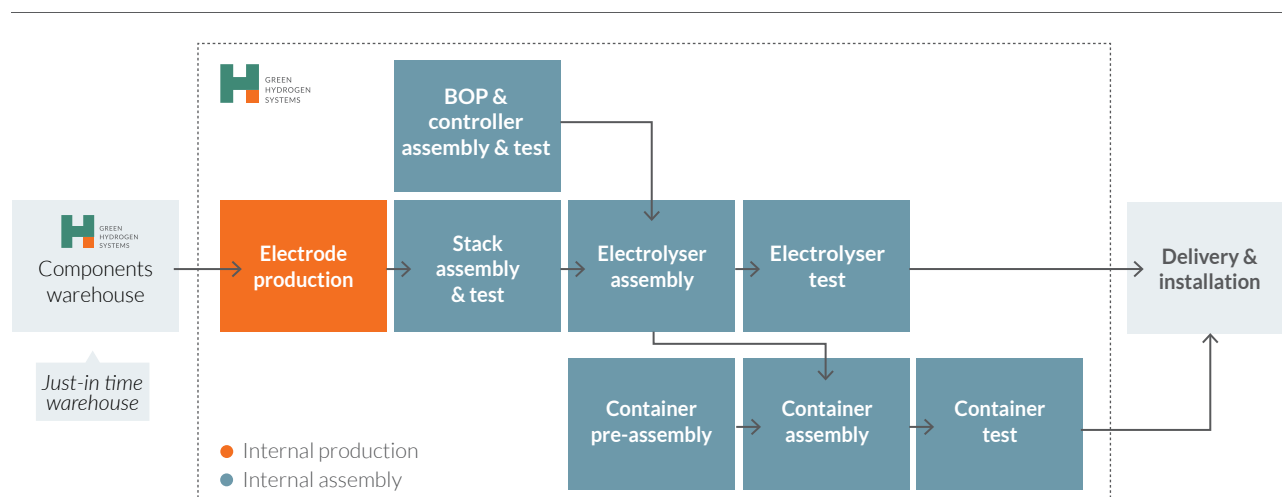 GREEN
HYDROGEN
SYSTEMS
BOP &
controller
assembly & test
GREEN
HYDROGEN
SYSTEMS
Components
warehouse
Electrode
production
Stack
assembly
& test
Electrolyser
assembly
Electrolyser
test
Delivery &
installation
Just-in time
warehouse
Container
pre-assembly
Container
assembly
Container
test
Internal production
Internal assembly